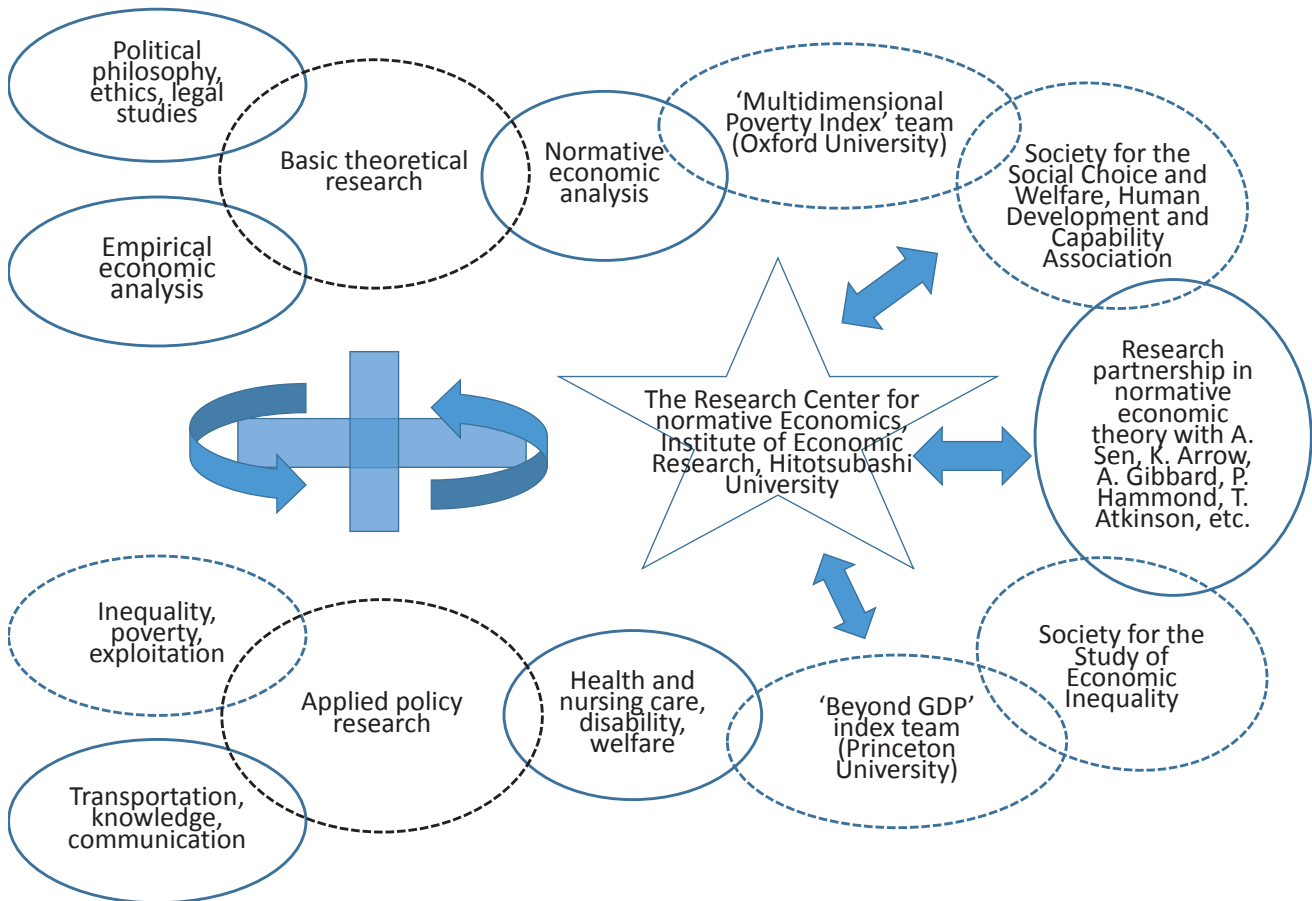 Political
philosophy,
ethics, legal
studies
Basic theoretical
research
Normative
economic
analysis
‘Multidimensional
Poverty Index’ team
(Oxford University)
Society for the
Social Choice and
Welfare, Human
Development and
Capability
Association
Empirical
economic
analysis
The Research Center for
normative Economics,
Institute of Economic
Research, Hitotsubashi
University
Research
partnership in
normative
economic
theory with A.
Sen, K. Arrow,
A. Gibbard, P.
Hammond, T.
Atkinson, etc.
Inequality,
poverty,
exploitation
Applied policy
research
Health and
nursing care,
disability,
welfare
‘Beyond GDP’
index team
(Princeton
University)
Society for the
Study of
Economic
Inequality
Transportation,
knowledge,
communication